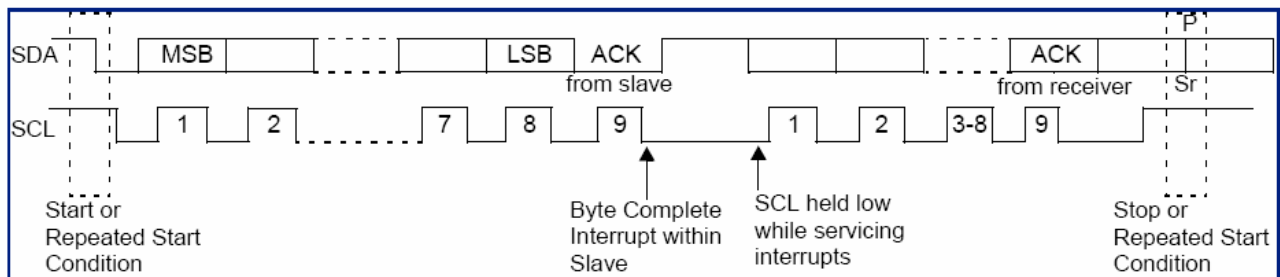 P
SDA MSB LSB ACK ACK
from slave from receiver Sr
SCL 1 2 7 8 9 1 2 3-8 9
Start or
Repeated Start
Condition
Byte Complete
Interrupt within
Slave
SCL held low
while servicing
interrupts
Stop or
Repeated Start
Condition